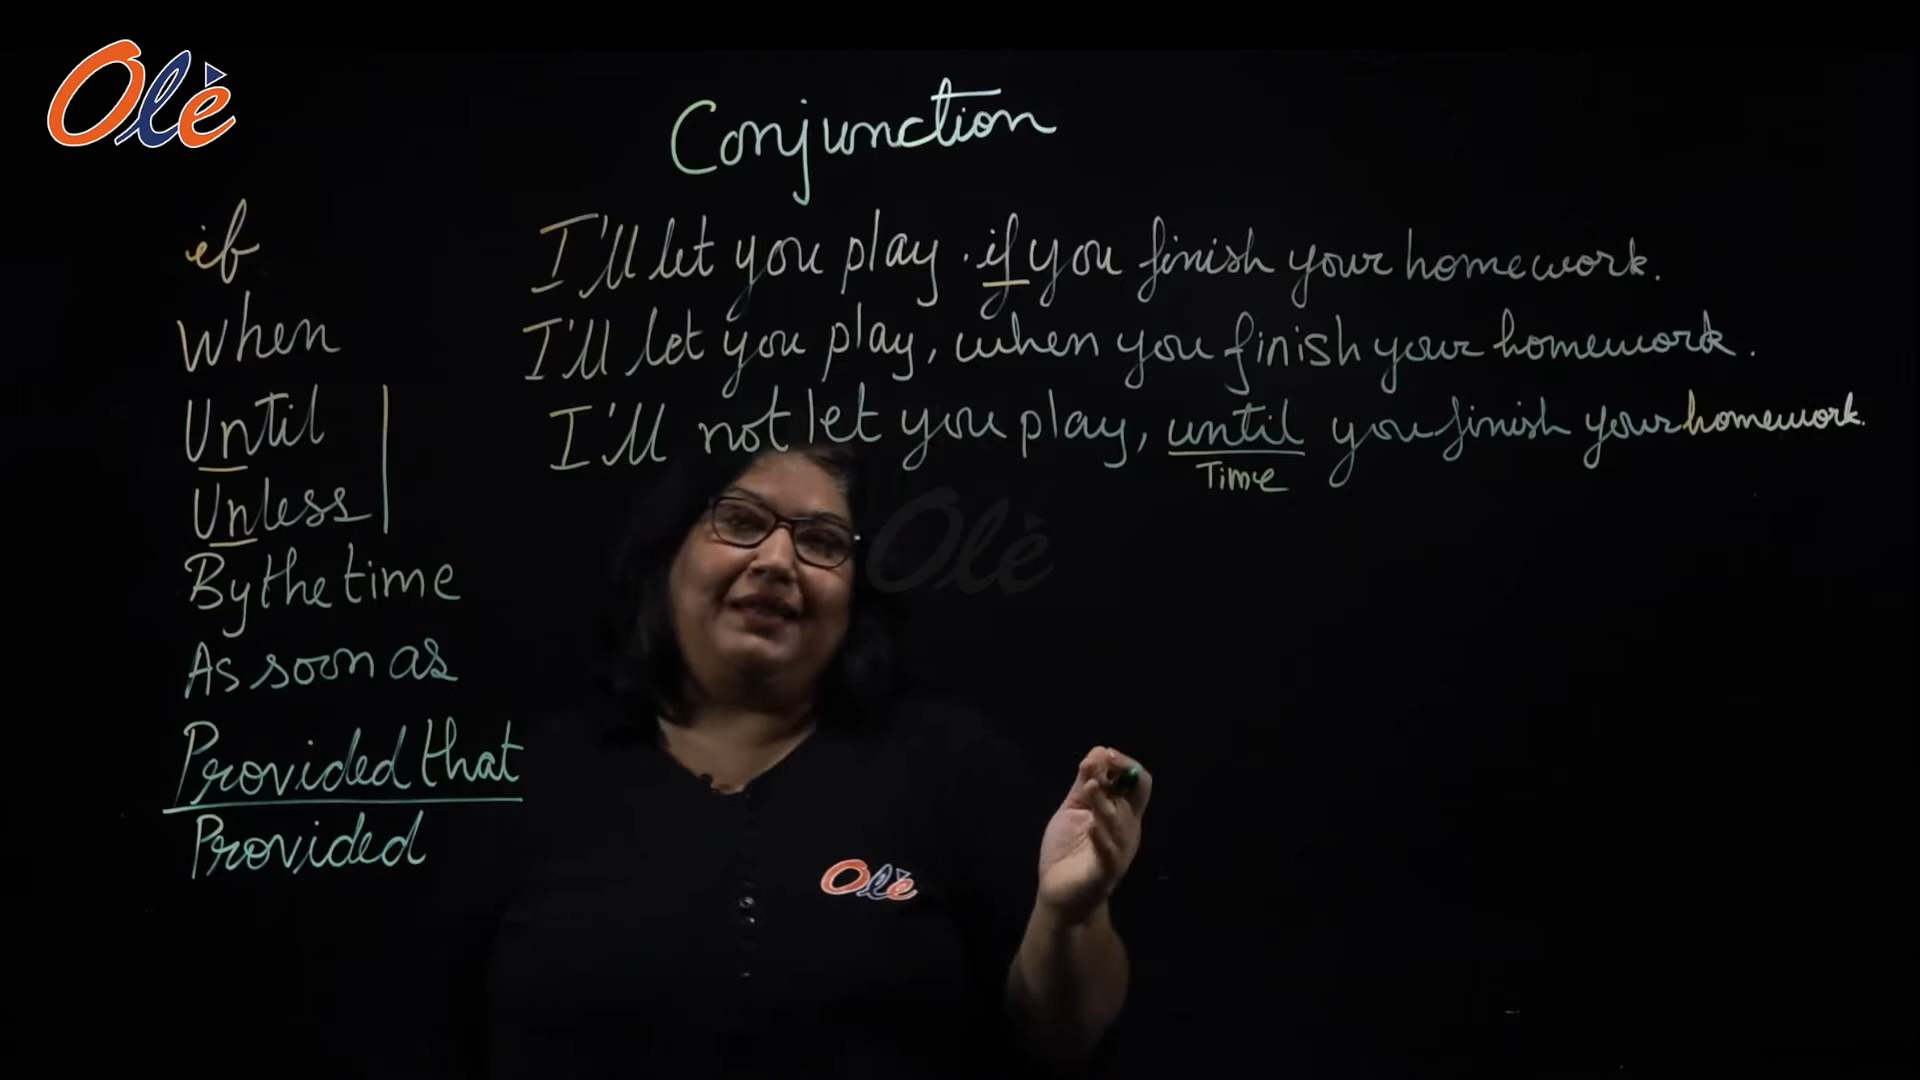 Olè
Conjunction
if
I'll let you play. if you finish your homework.
When
I'll let you play, when you finish your homework.
Until
I'll not let you play, until you finish your homework.
Time
Unless
Olè
By the time
As soon as
Provided that
Provided
Olè